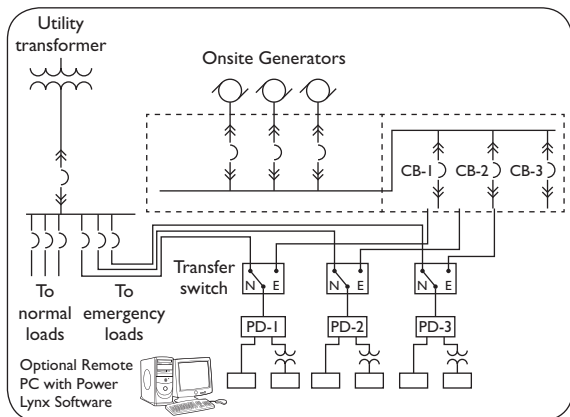 Utility
transformer
Onsite Generators
CB-1
CB-2
CB-3
Transfer
switch
N E
N E
N E
To
normal
loads
To
emergency
loads
PD-1
PD-2
PD-3
Optional Remote
PC with Power
Lynx Software